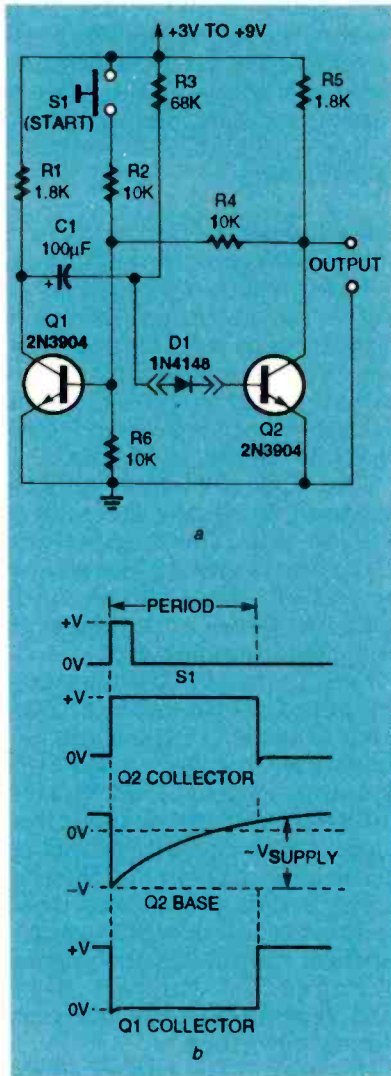 +3V TO +9V
S1
(START)
R3
68K
R5
1.8K
R1
1.8K
R2
10K
R4
10K
C1
100µF
+
OUTPUT
Q1
2N3904
D1
1N4148
R6
10K
Q2
2N3904
a
PERIOD
+V
0V
S1
+V
0V
Q2 COLLECTOR
0V
~VSUPPLY
-V
Q2 BASE
+V
0V
Q1 COLLECTOR
b